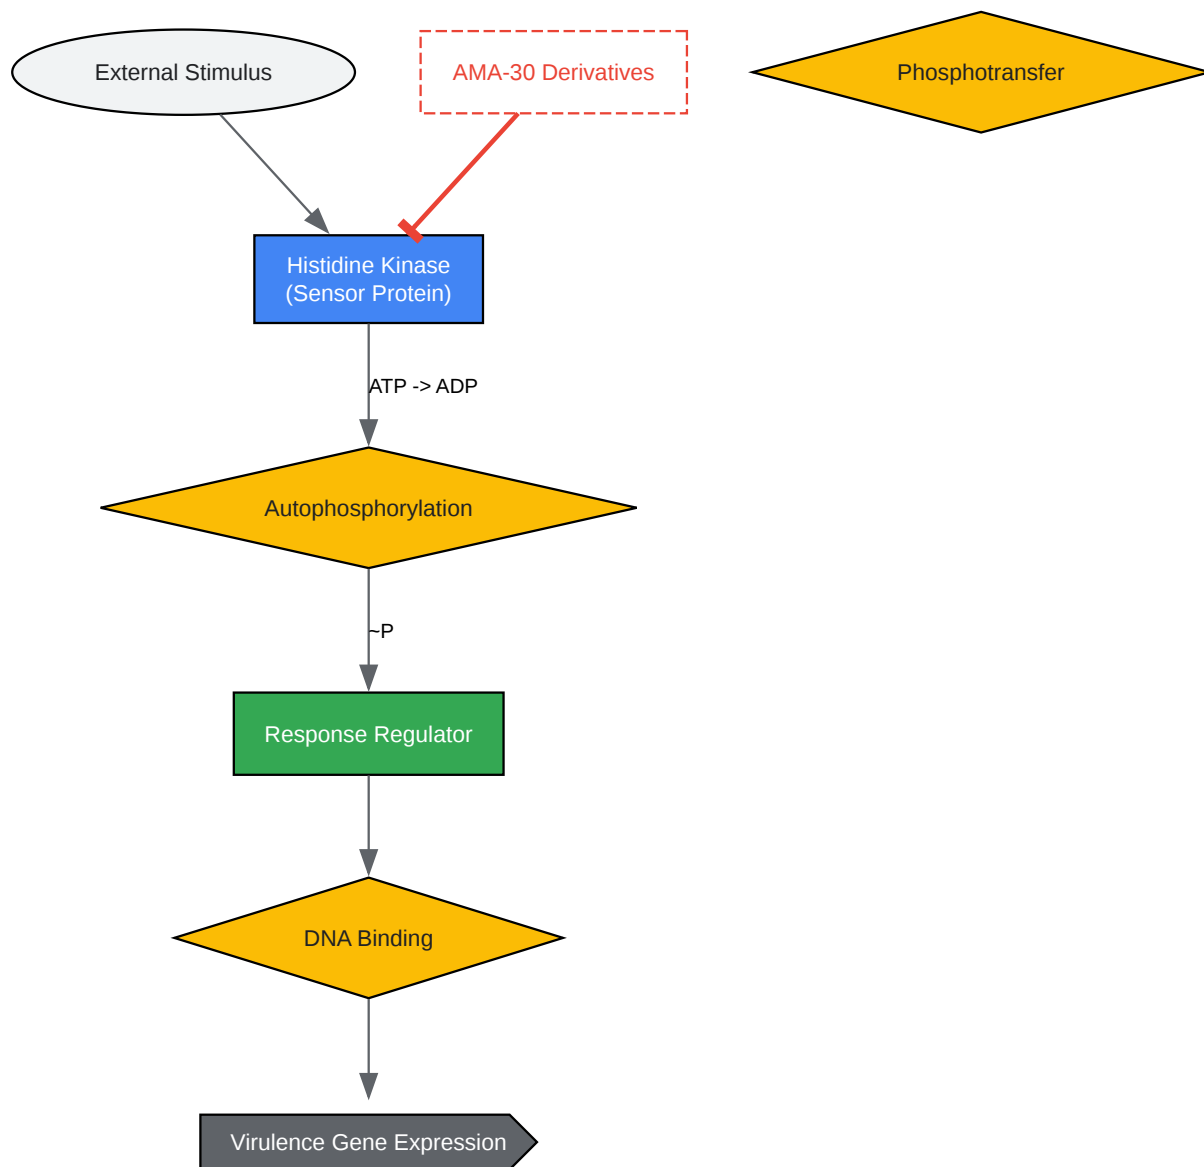 External Stimulus
AMA-30 Derivatives
Phosphotransfer
Histidine Kinase
(Sensor Protein)
ATP -> ADP
Autophosphorylation
~P
Response Regulator
DNA Binding
Virulence Gene Expression